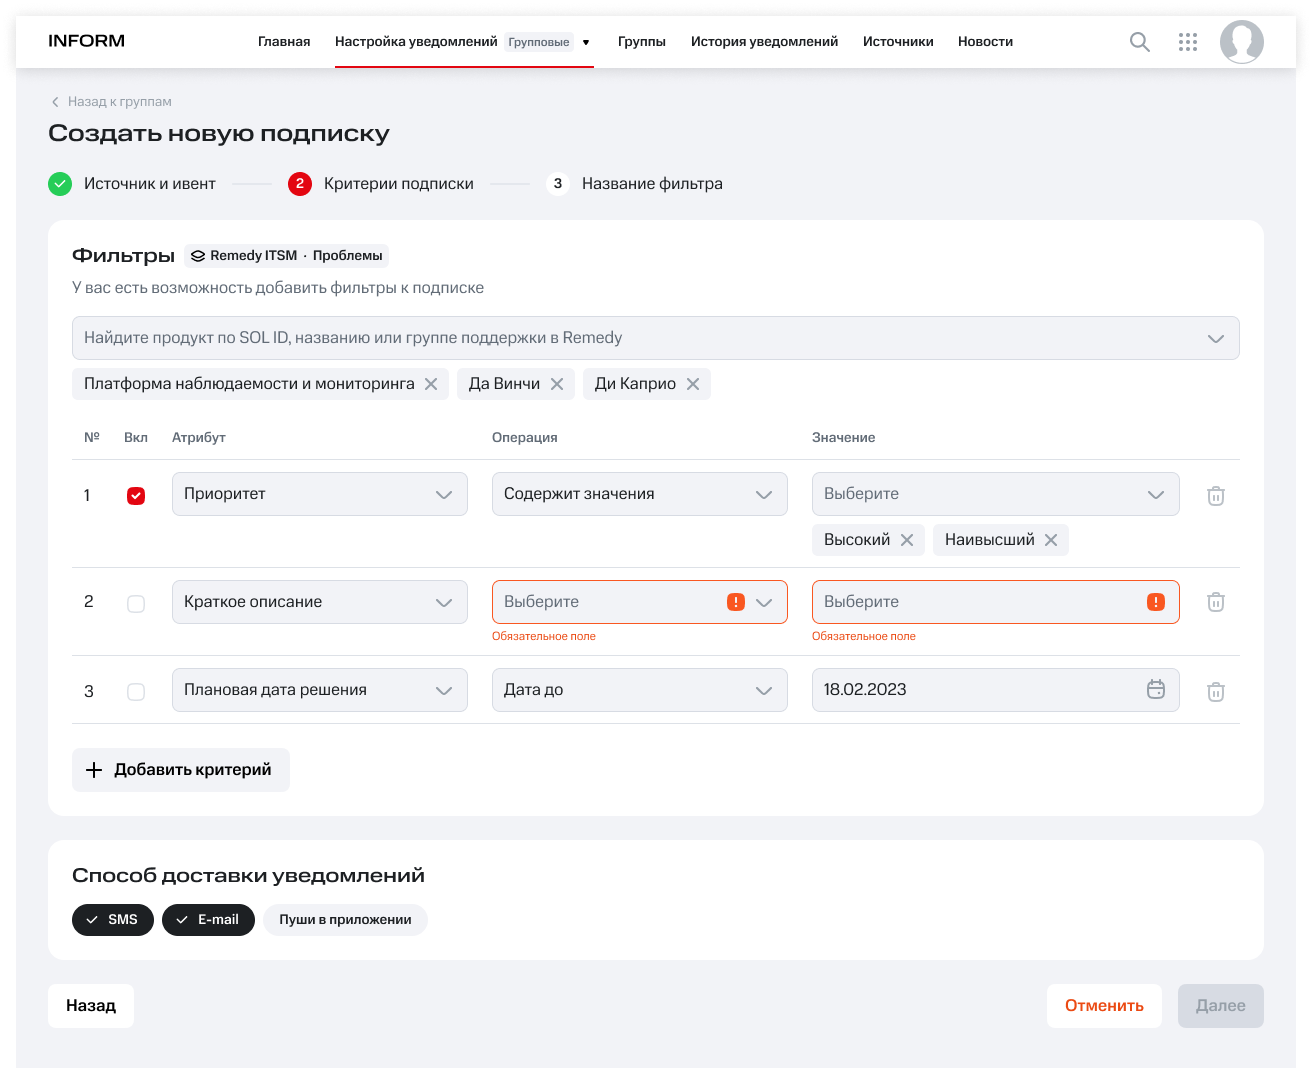 INFORM
Главная
Настройка уведомлений
Групповые
Группы
История уведомлений
Источники
Новости
Назад к группам
Создать новую подписку
Источник и ивент
2
Критерии подписки
3
Название фильтра
Фильтры
Remedy ITSM · Проблемы
У вас есть возможность добавить фильтры к подписке
Найдите продукт по SOL ID, названию или группе поддержки в Remedy
Платформа наблюдаемости и мониторинга
Да Винчи
Ди Каприо
№
Вкл
Атрибут
Операция
Значение
1
Приоритет
Содержит значения
Выберите
Высокий
Наивысший
2
Краткое описание
Выберите
Выберите
Обязательное поле
Обязательное поле
3
Плановая дата решения
Дата до
18.02.2023
Добавить критерий
Способ доставки уведомлений
SMS
E-mail
Пуши в приложении
Назад
Отменить
Далее